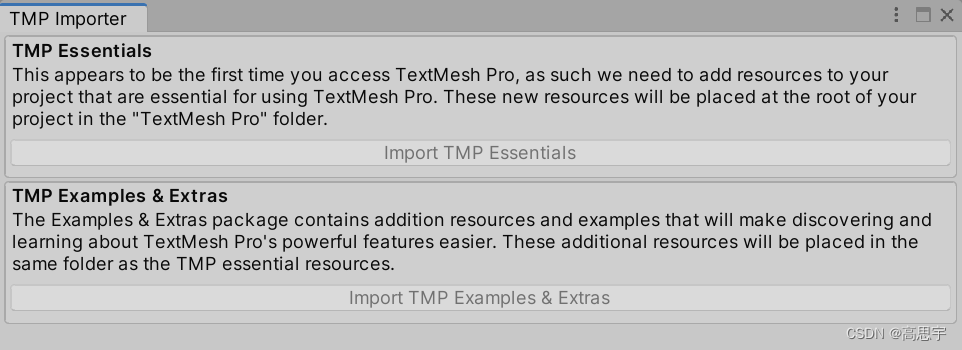 TMP Importer
TMP Essentials
This appears to be the first time you access TextMesh Pro, as such we need to add resources to your
project that are essential for using TextMesh Pro. These new resources will be placed at the root of your
project in the "TextMesh Pro" folder.
Import TMP Essentials
TMP Examples & Extras
The Examples & Extras package contains addition resources and examples that will make discovering and
learning about TextMesh Pro's powerful features easier. These additional resources will be placed in the
same folder as the TMP essential resources.
Import TMP Examples & Extras
CSDN @高思宇